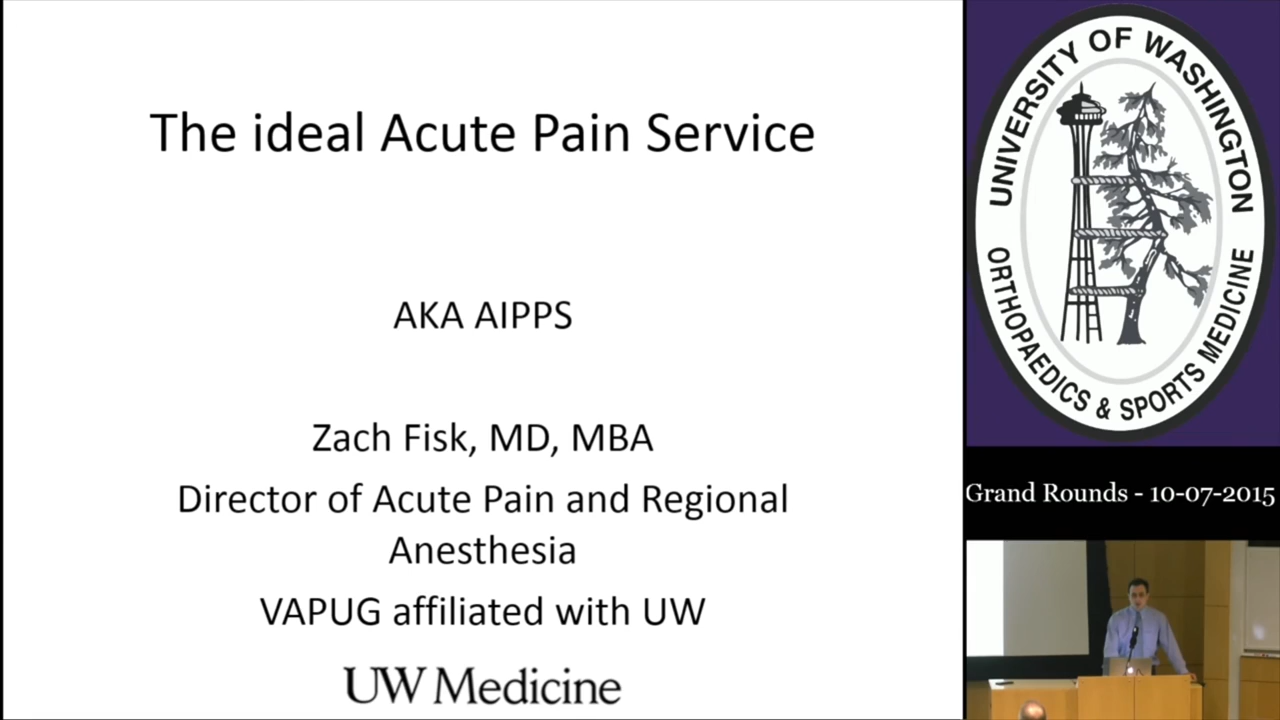 The ideal Acute Pain Service
AKA AIPPS
Zach Fisk, MD, MBA
Director of Acute Pain and Regional
Anesthesia
VAPUG affiliated with UW
UW Medicine
UNIVERSITY OF WASHINGTON
ORTHOPAEDICS & SPORTS MEDICINE
Grand Rounds - 10-07-2015